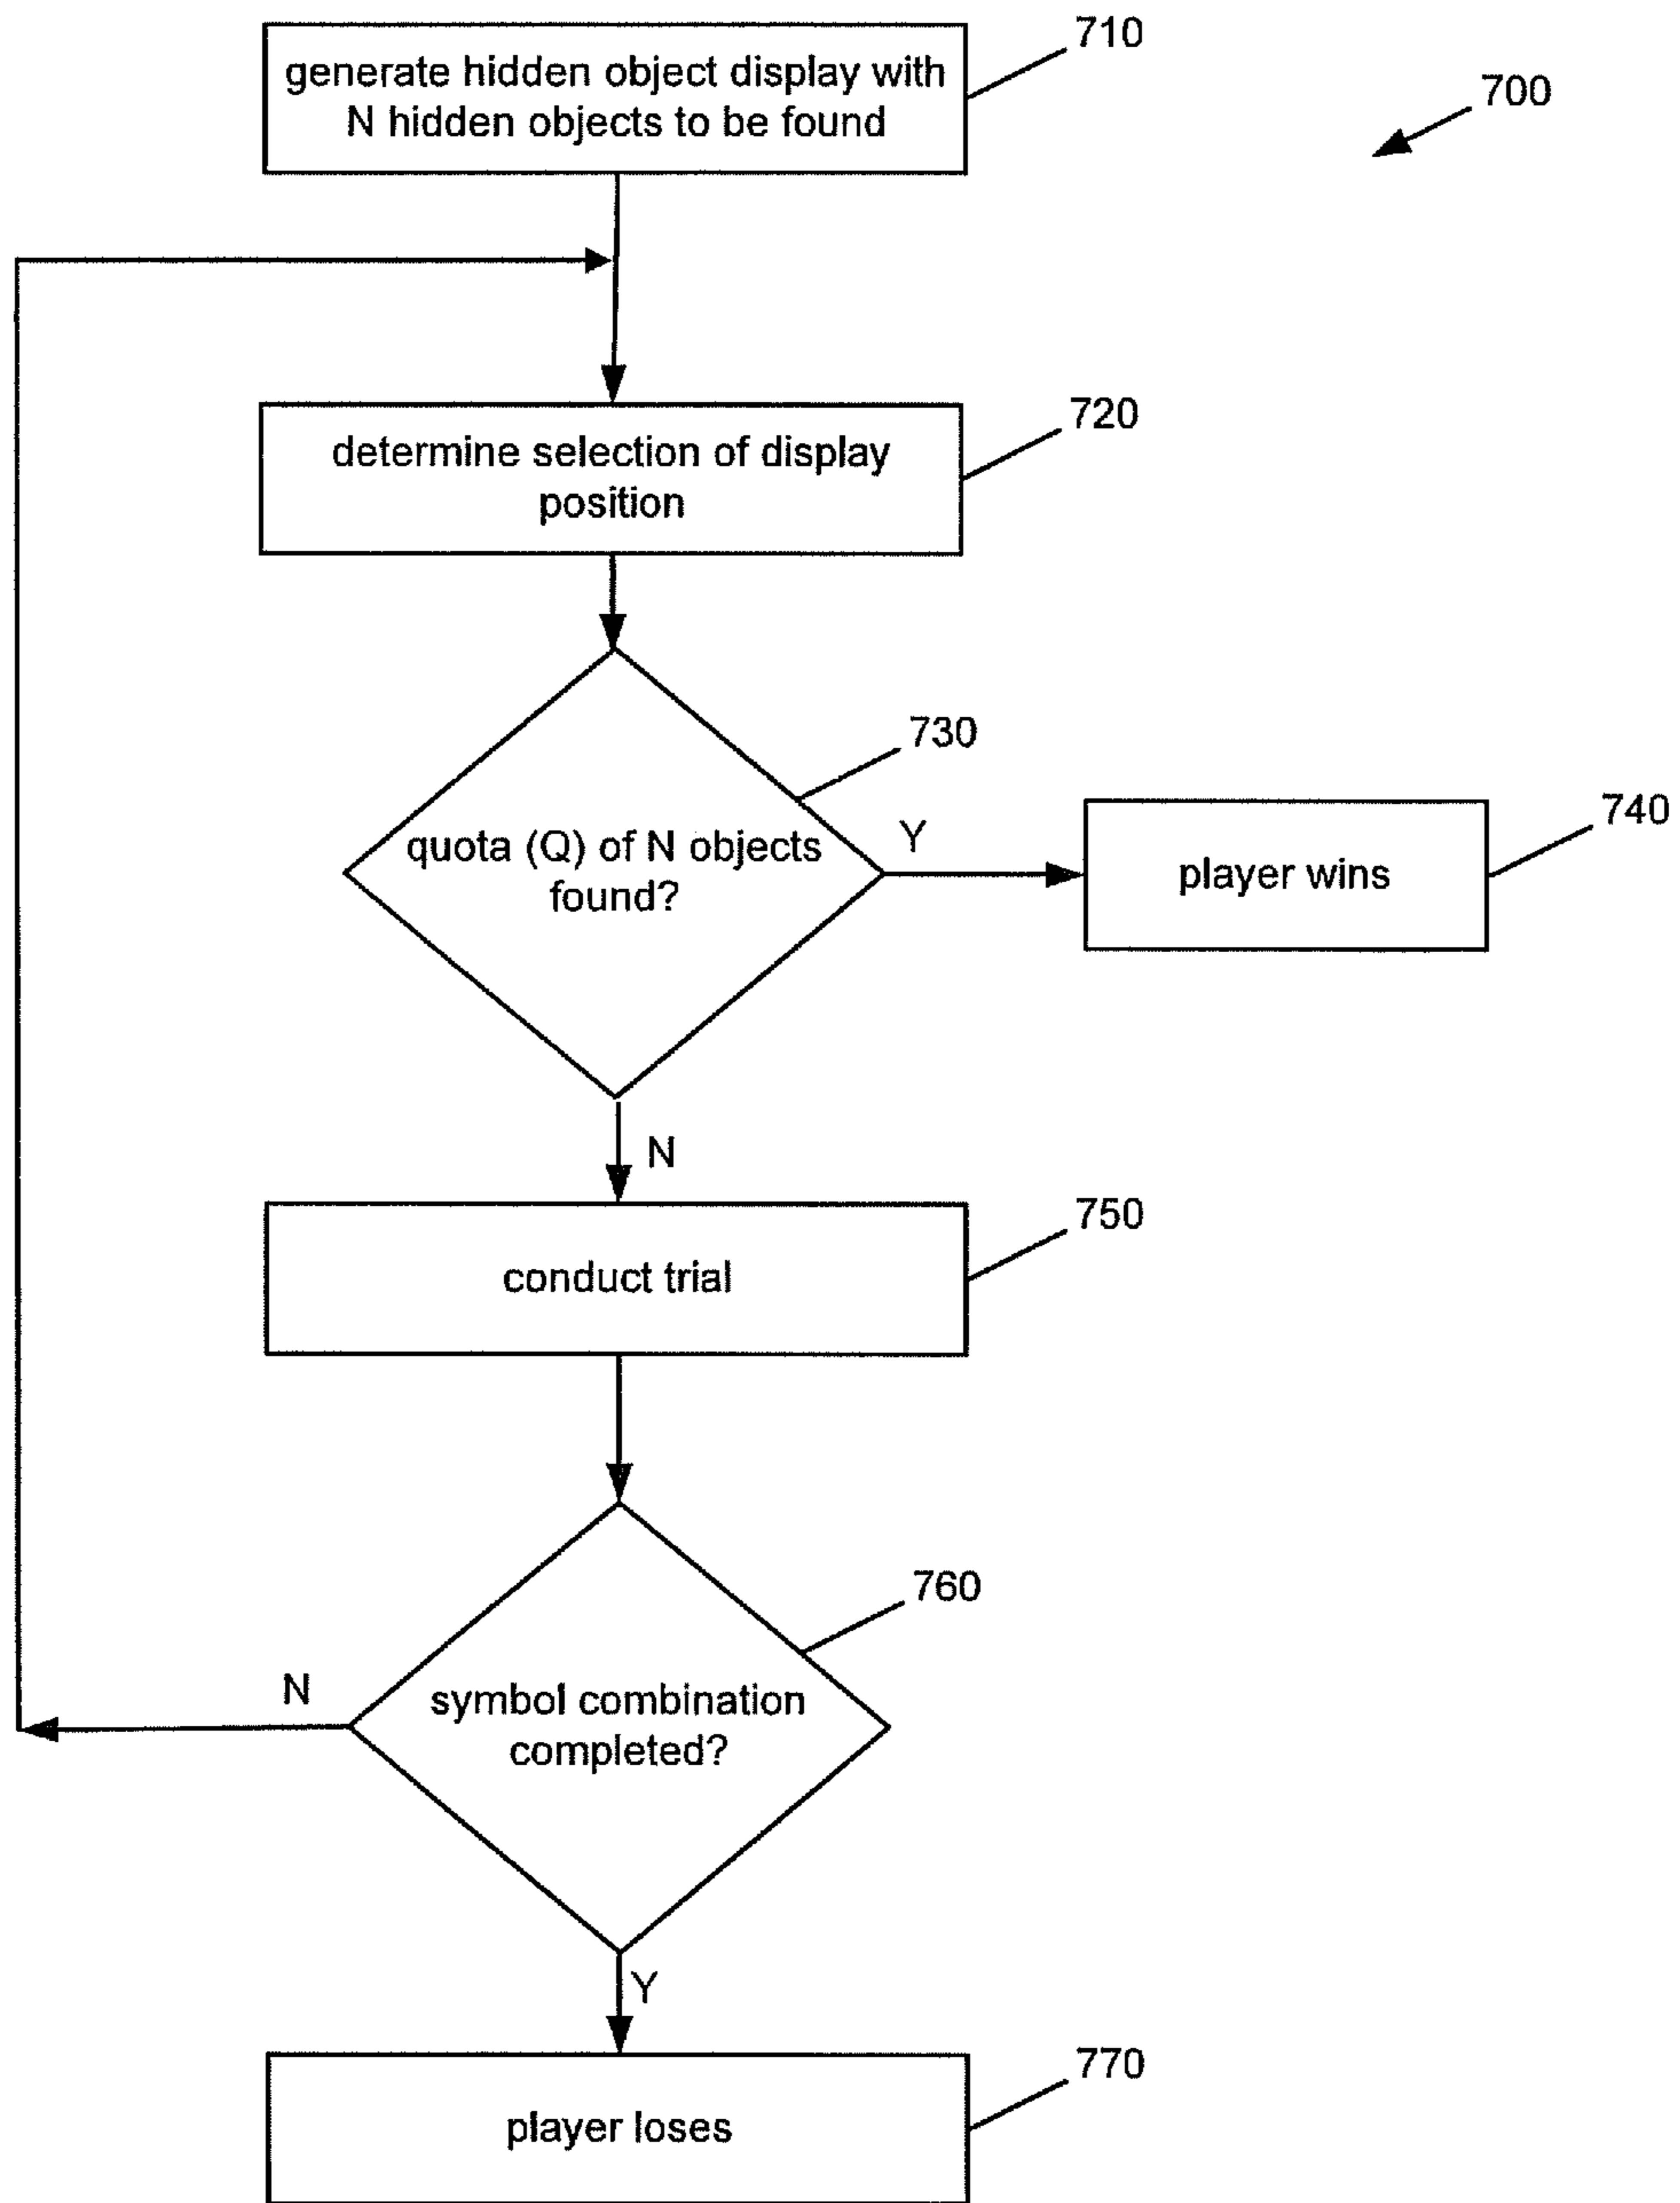 710
generate hidden object display with
N hidden objects to be found
700
720
determine selection of display
position
730
quota (Q) of N objects
found?
Y
740
player wins
N
750
conduct trial
760
symbol combination
completed?
N
Y
770
player loses